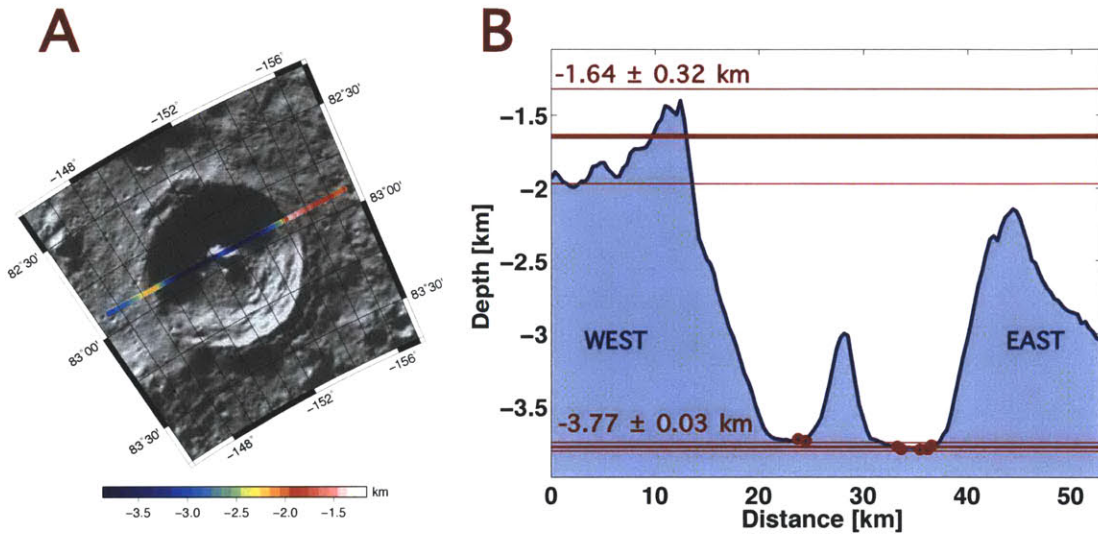 A
−156˚
82˚30'
−152˚
−148˚
83˚00'
82˚30'
83˚30'
83˚00'
−156˚
−152˚
83˚30'
−148˚
km
−3.5 −3.0 −2.5 −2.0 −1.5
B
-1.64 ± 0.32 km
−1.5
−2
−2.5
−3
−3.5
Depth [km]
WEST
EAST
-3.77 ± 0.03 km
0 10 20 30 40 50
Distance [km]